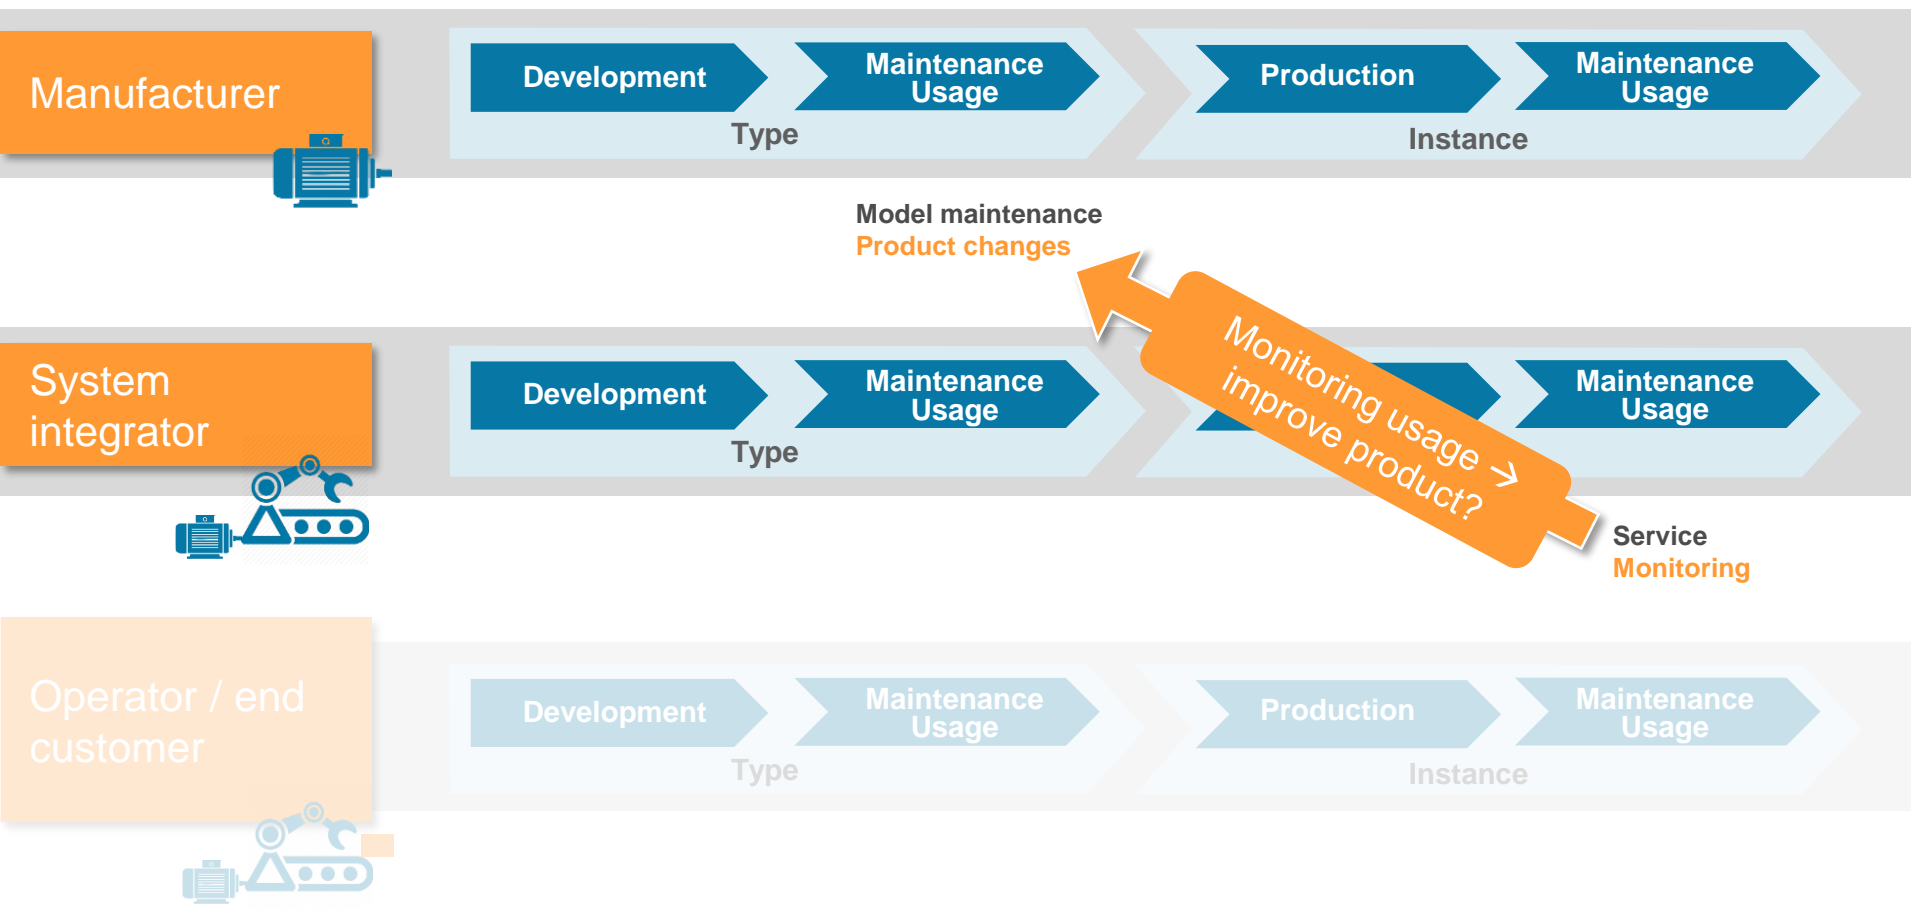 Manufacturer
Development
Maintenance
Usage
Type
Production
Maintenance
Usage
Instance
Model maintenance
Product changes
System
integrator
Development
Maintenance
Usage
Type
Monitoring usage →
improve product?
Maintenance
Usage
Service
Monitoring
Operator / end
customer
Development
Maintenance
Usage
Type
Production
Maintenance
Usage
Instance